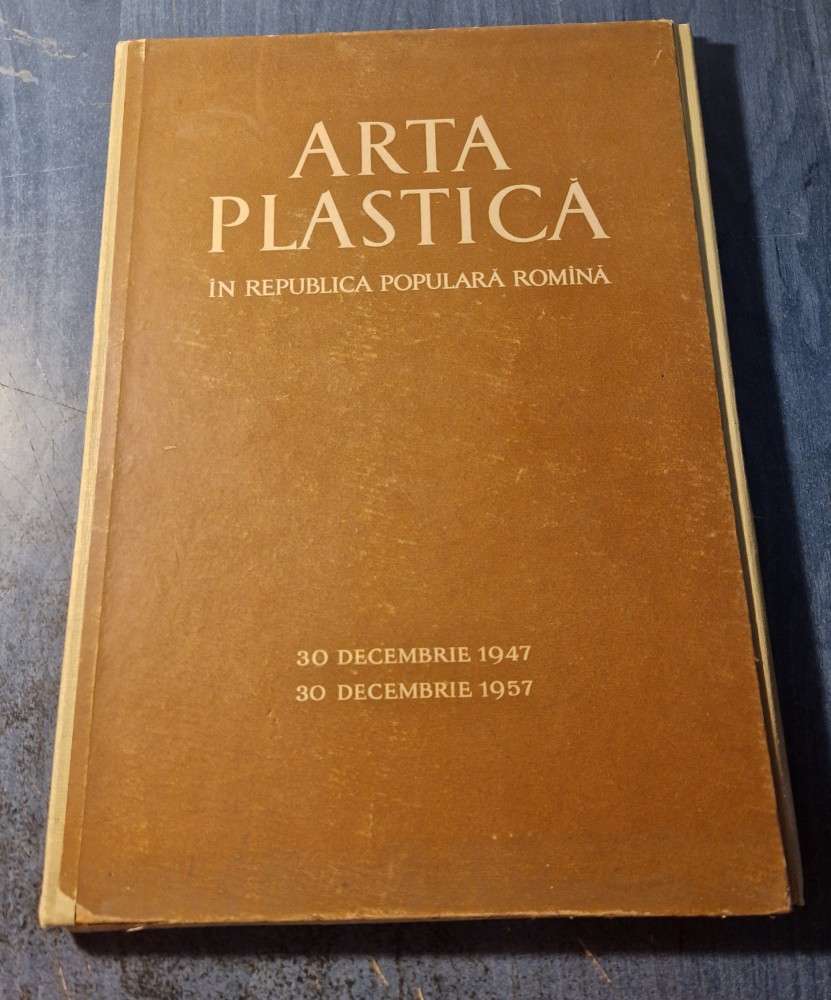 ARTA
PLASTICĂ
ÎN REPUBLICA POPULARĂ ROMÎNĂ
30 DECEMBRIE 1947
30 DECEMBRIE 1957